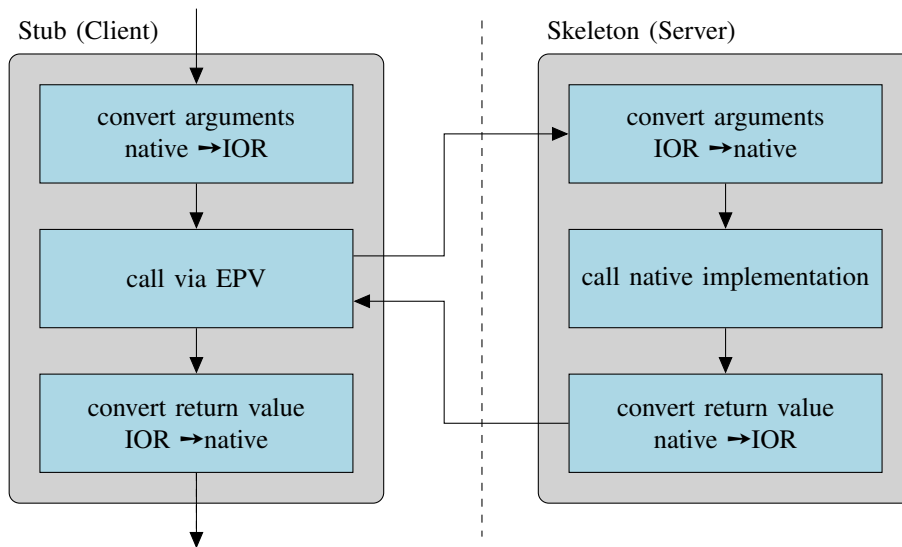 Stub (Client)
convert arguments
native ➙IOR
call via EPV
convert return value
IOR ➙native
Skeleton (Server)
convert arguments
IOR ➙native
call native implementation
convert return value
native ➙IOR